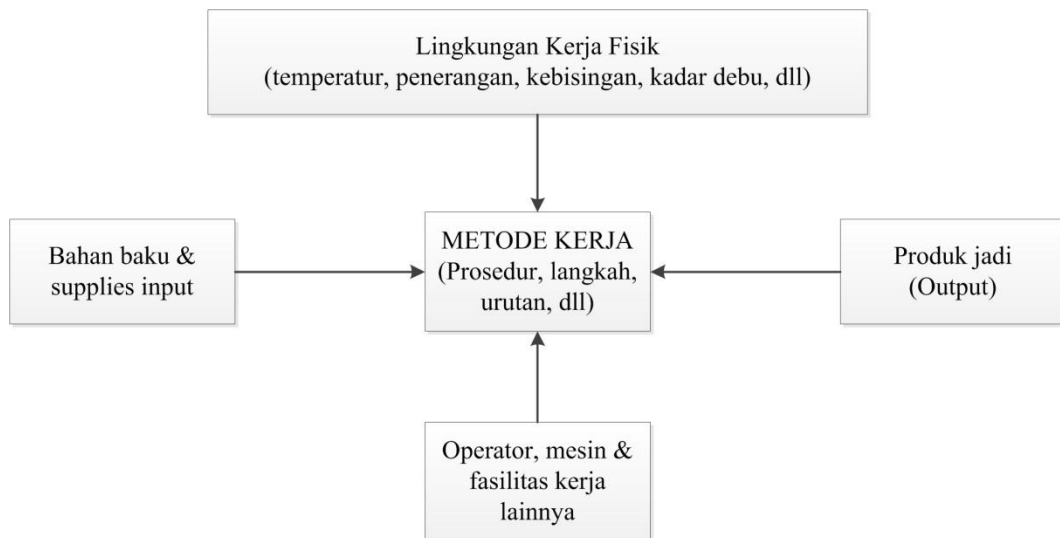 Lingkungan Kerja Fisik
(temperatur, penerangan, kebisingan, kadar debu, dll)
Bahan baku &
supplies input
METODE KERJA
(Prosedur, langkah,
urutan, dll)
Produk jadi
(Output)
Operator, mesin &
fasilitas kerja
lainnya